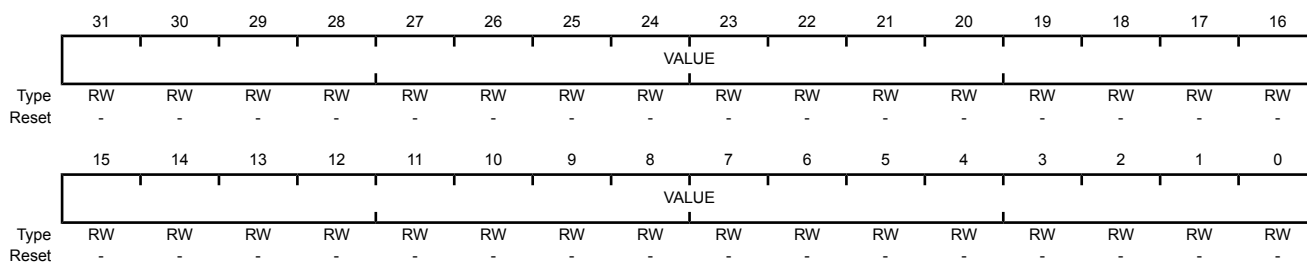 31 30 29 28 27 26 25 24 23 22 21 20 19 18 17 16
VALUE
Type RW RW RW RW RW RW RW RW RW RW RW RW RW RW RW RW
Reset - - - - - - - - - - - - - - - -
15 14 13 12 11 10 9 8 7 6 5 4 3 2 1 0
VALUE
Type RW RW RW RW RW RW RW RW RW RW RW RW RW RW RW RW
Reset - - - - - - - - - - - - - - - -